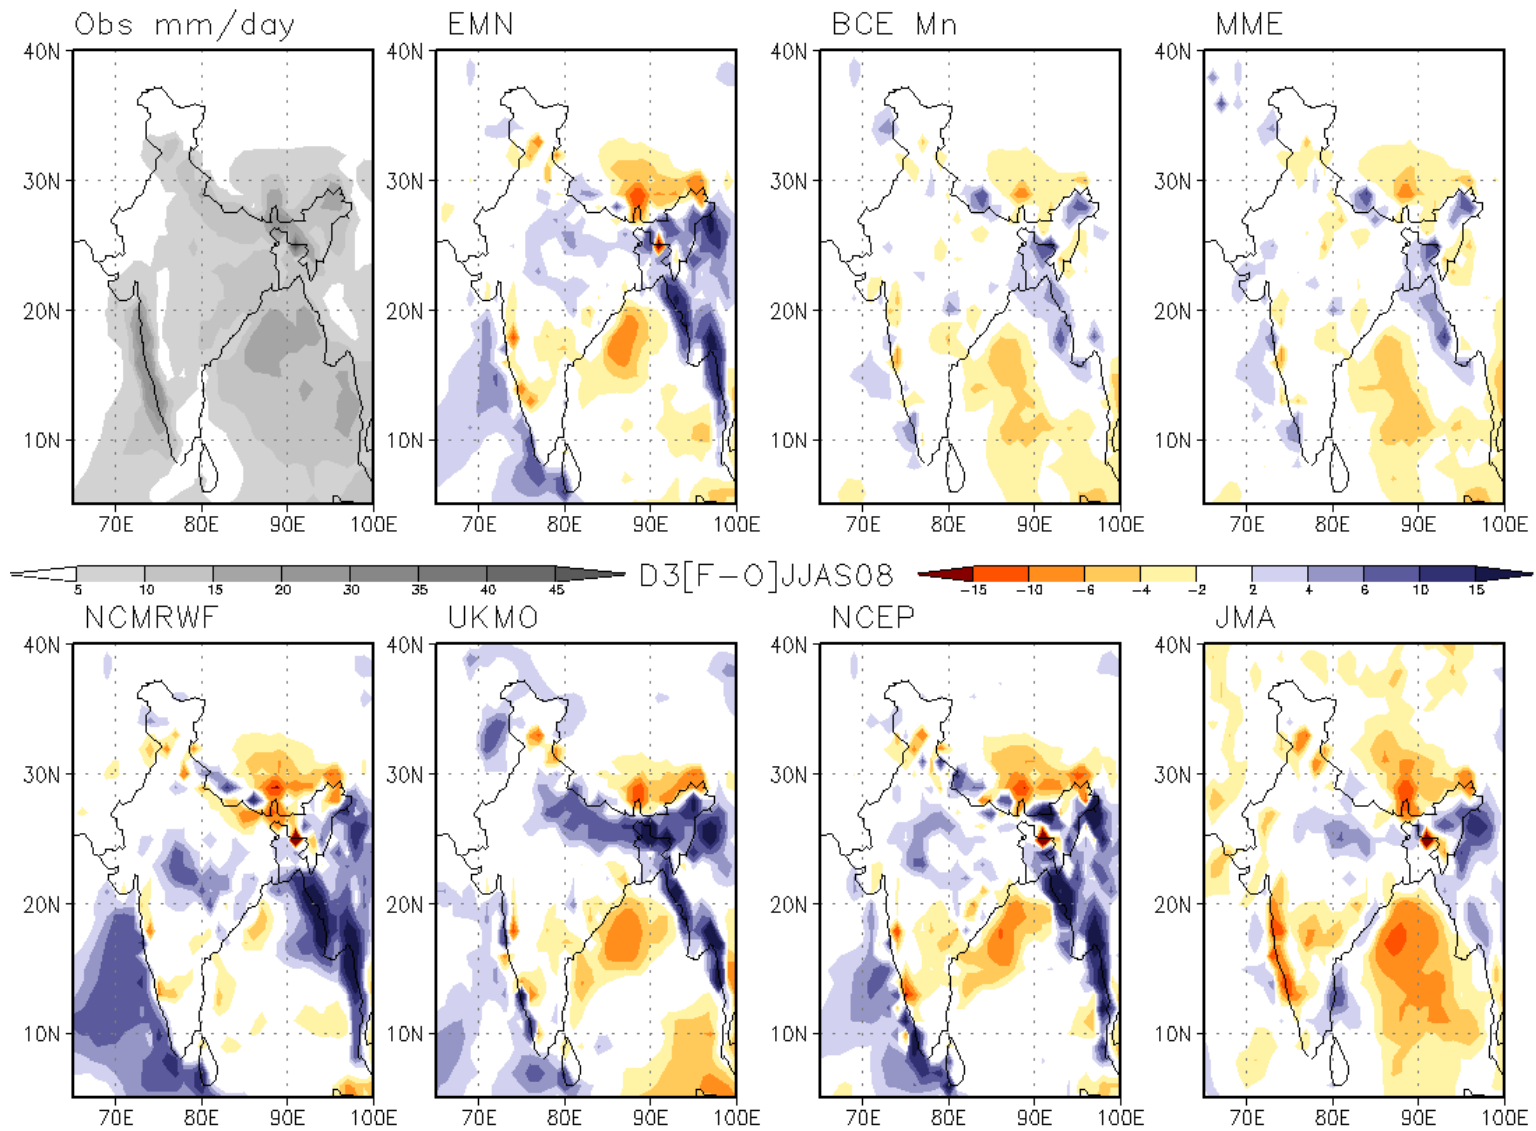 Obs mm/day EMN BCE Mn MME
40N 40N 40N 40N
30N 30N 30N 30N
20N 20N 20N 20N
10N 10N 10N 10N
70E 80E 90E 100E 70E 80E 90E 100E 70E 80E 90E 100E 70E 80E 90E 100E
5 10 15 20 30 35 40 45 D3[F-O]JJAS08 -15 -10 -6 -4 -2 2 4 6 10 15
NCMRWF UKMO NCEP JMA
40N 40N 40N 40N
30N 30N 30N 30N
20N 20N 20N 20N
10N 10N 10N 10N
70E 80E 90E 100E 70E 80E 90E 100E 70E 80E 90E 100E 70E 80E 90E 100E